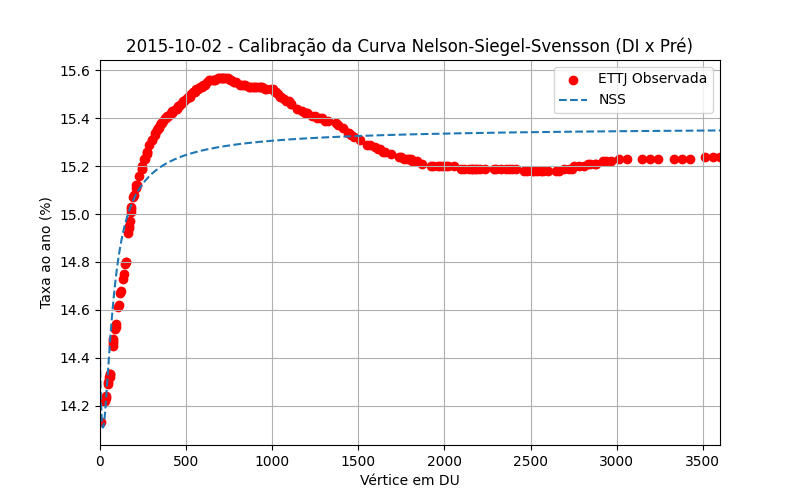 2015-10-02 - Calibração da Curva Nelson-Siegel-Svensson (DI x Pré)
ETTJ Observada
NSS
15.6
15.4
15.2
15.0
14.8
14.6
14.4
14.2
Taxa ao ano (%)
0 500 1000 1500 2000 2500 3000 3500
Vértice em DU